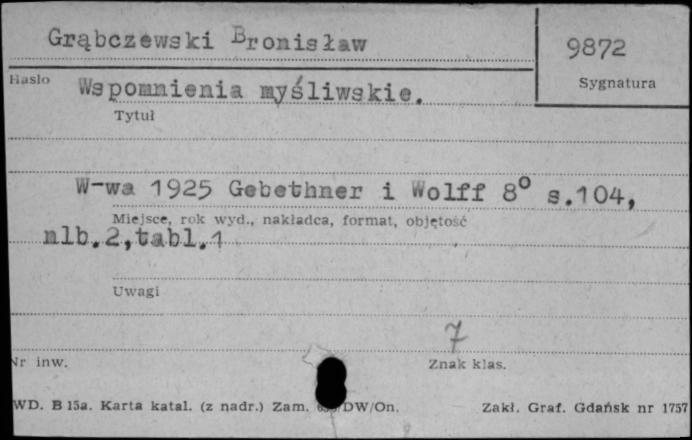 Grąbczewski Bronisław
9872
Hasło
Sygnatura
Wspomnienia myśliwskie.
Tytuł
W-wa 1925 Gebethner i Wolff 8° s.104,
Miejsce, rok wyd., nakładca, format, objętość
nlb.2,tabl.1
Uwagi
7
Nr inw.
Znak klas.
WD. B 15a. Karta katal. (z nadr.) Zam. DW/On.
Zakł. Graf. Gdańsk nr 1757